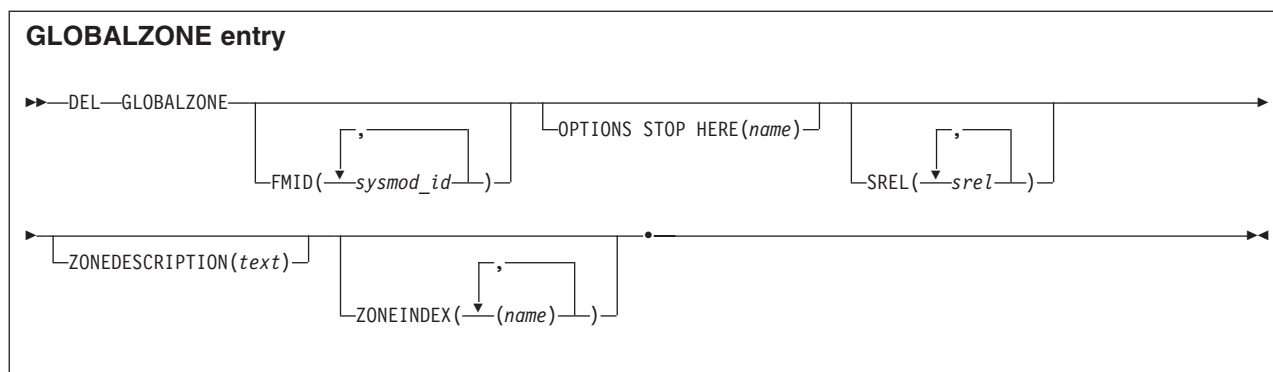 GLOBALZONE entry
DEL GLOBALZONE
OPTIONS STOP HERE(name)
,
FMID( sysmod_id )
,
SREL( srel )
ZONEDESCRIPTION(text)
,
ZONEINDEX( (name) )